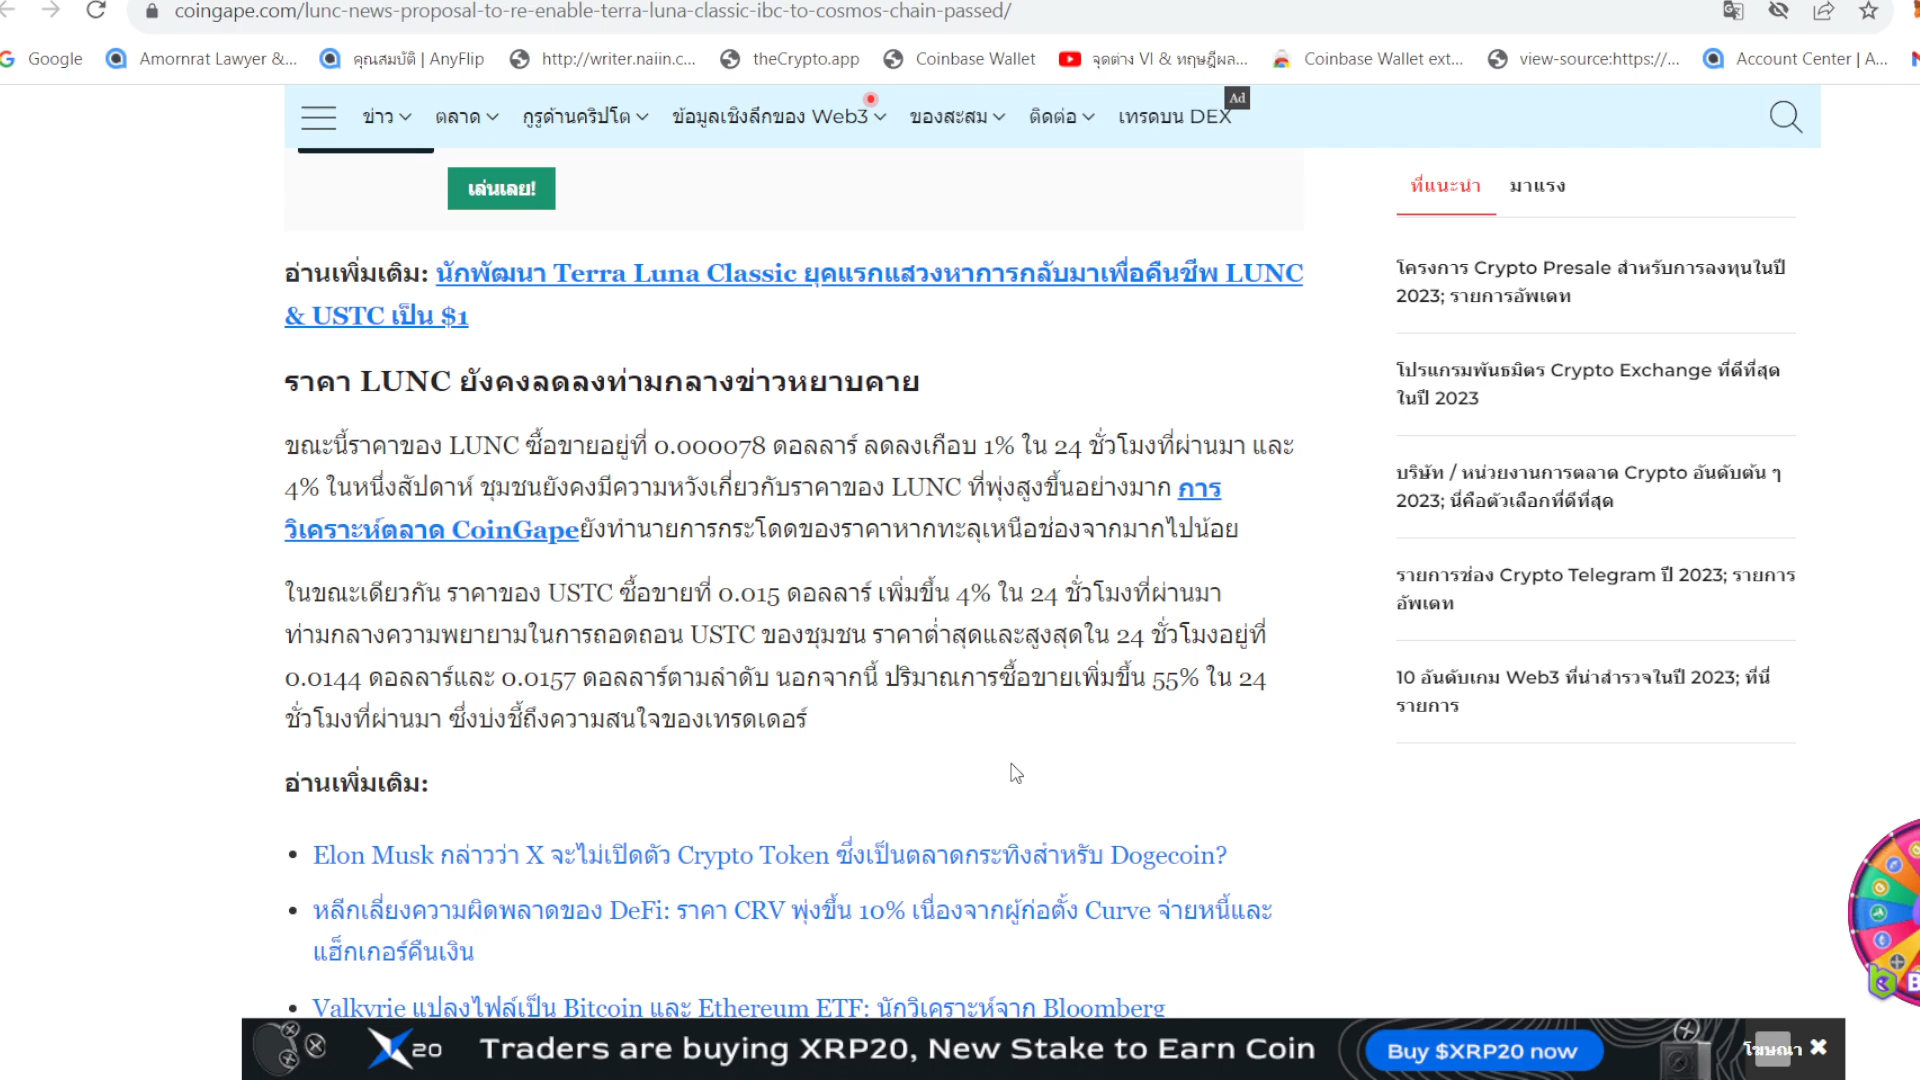 coingape.com/lunc-news-proposal-to-re-enable-terra-luna-classic-ibc-to-cosmos-chain-passed/
Google Amornrat Lawyer &... คุณสมบัติ | AnyFlip http://writer.naiin.c... theCrypto.app Coinbase Wallet จุดต่าง VI & ทฤษฎีผล... Coinbase Wallet ext... view-source:https://... Account Center | A...
Ad
ข่าว ตลาด กูรูด้านคริปโต ข้อมูลเชิงลึกของ Web3 ของสะสม ติดต่อ เทรดบน DEX
เล่นเลย!
อ่านเพิ่มเติม: นักพัฒนา Terra Luna Classic ยุคแรกแสวงหาการกลับมาเพื่อคืนชีพ LUNC
& USTC เป็น $1
ราคา LUNC ยังคงลดลงท่ามกลางข่าวหยาบคาย
ขณะนี้ราคาของ LUNC ซื้อขายอยู่ที่ 0.000078 ดอลลาร์ ลดลงเกือบ 1% ใน 24 ชั่วโมงที่ผ่านมา และ
4% ในหนึ่งสัปดาห์ ชุมชนยังคงมีความหวังเกี่ยวกับราคาของ LUNC ที่พุ่งสูงขึ้นอย่างมาก การ
วิเคราะห์ตลาด CoinGapeยังทำนายการกระโดดของราคาหากทะลุเหนือช่องจากมากไปน้อย
ในขณะเดียวกัน ราคาของ USTC ซื้อขายที่ 0.015 ดอลลาร์ เพิ่มขึ้น 4% ใน 24 ชั่วโมงที่ผ่านมา
ท่ามกลางความพยายามในการถอดถอน USTC ของชุมชน ราคาต่ำสุดและสูงสุดใน 24 ชั่วโมงอยู่ที่
0.0144 ดอลลาร์และ 0.0157 ดอลลาร์ตามลำดับ นอกจากนี้ ปริมาณการซื้อขายเพิ่มขึ้น 55% ใน 24
ชั่วโมงที่ผ่านมา ซึ่งบ่งชี้ถึงความสนใจของเทรดเดอร์
อ่านเพิ่มเติม:
• Elon Musk กล่าวว่า X จะไม่เปิดตัว Crypto Token ซึ่งเป็นตลาดกระทิงสำหรับ Dogecoin?
• หลีกเลี่ยงความผิดพลาดของ DeFi: ราคา CRV พุ่งขึ้น 10% เนื่องจากผู้ก่อตั้ง Curve จ่ายหนี้และ
แฮ็กเกอร์คืนเงิน
• Valkyrie แปลงไฟล์เป็น Bitcoin และ Ethereum ETF: นักวิเคราะห์จาก Bloomberg
ที่แนะนำ มาแรง
โครงการ Crypto Presale สำหรับการลงทุนในปี
2023; รายการอัพเดท
โปรแกรมพันธมิตร Crypto Exchange ที่ดีที่สุด
ในปี 2023
บริษัท / หน่วยงานการตลาด Crypto อันดับต้น ๆ
2023; นี่คือตัวเลือกที่ดีที่สุด
รายการช่อง Crypto Telegram ปี 2023; รายการ
อัพเดท
10 อันดับเกม Web3 ที่น่าสำรวจในปี 2023; ที่นี่
รายการ
X20 Traders are buying XRP20, New Stake to Earn Coin Buy $XRP20 now โฆษณา